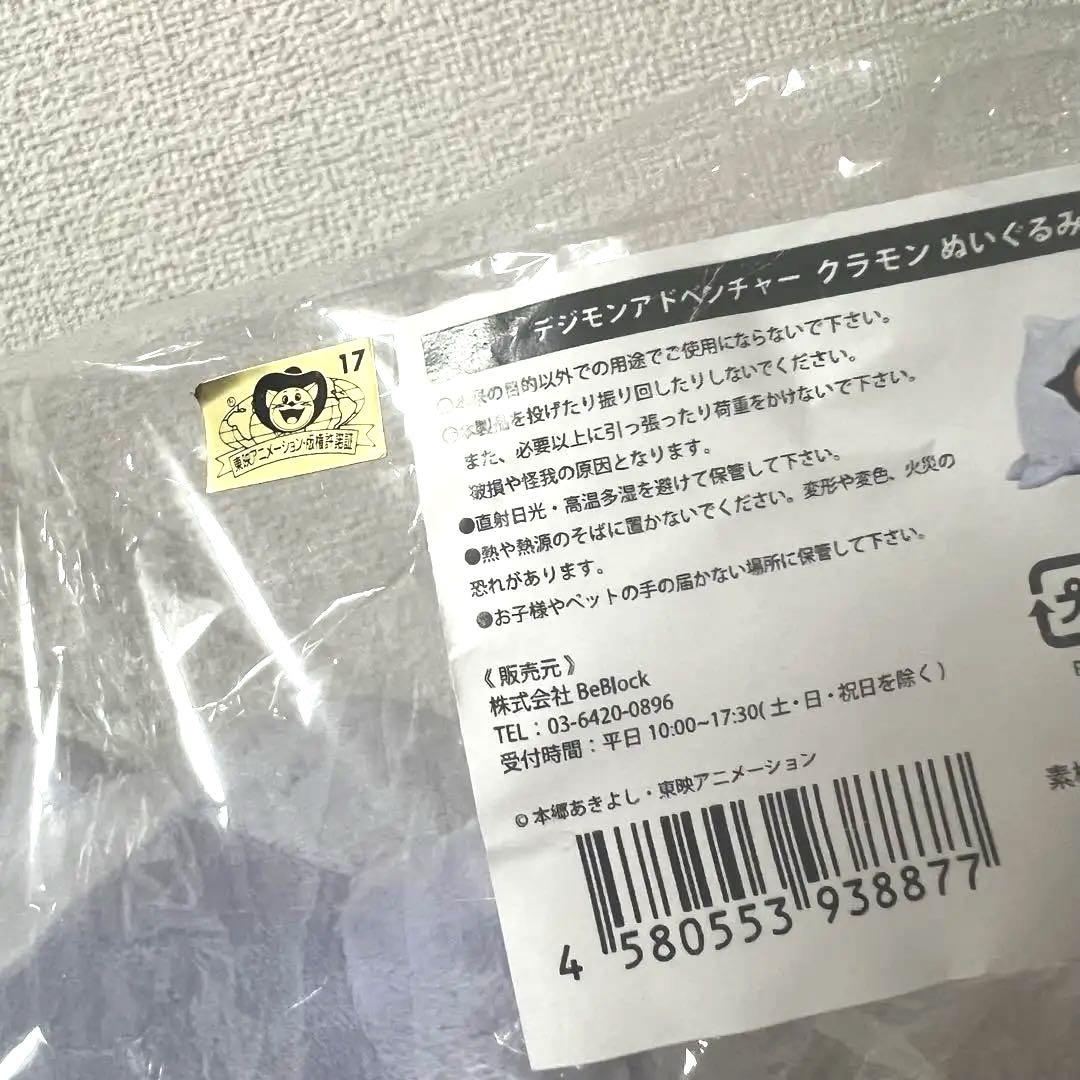 17
東映アニメーション・版権許諾証
デジモンアドベンチャー クラモン ぬいぐるみ
の目的以外での用途でご使用にならないで下さい。
本製品を投げたり振り回したりしないでください。
また、必要以上に引っ張ったり荷重をかけないで下さい。
破損や怪我の原因となります。
●直射日光・高温多湿を避けて保管して下さい。
●熱や熱源のそばに置かないでください。変形や変色、火災の
恐れがあります。
●お子様やペットの手の届かない場所に保管して下さい。
《 販売元 》
株式会社 BeBlock
TEL：03-6420-0896
受付時間：平日 10:00~17:30( 土・日・祝日を除く )
© 本郷あきよし・東映アニメーション
4 580553 938877
プ
素